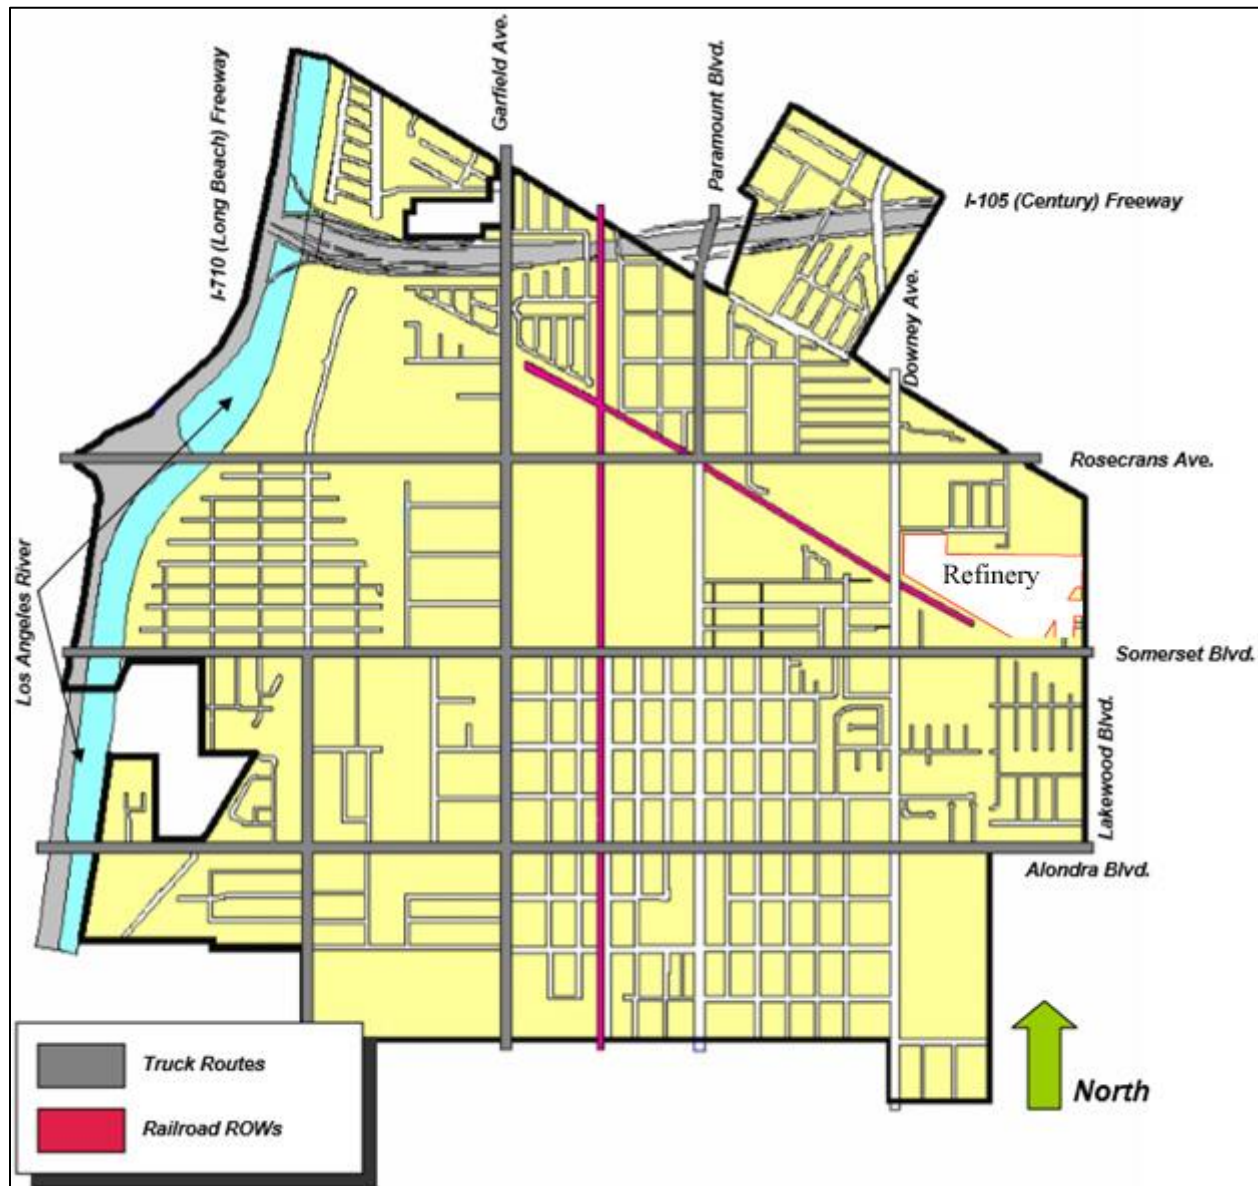 I-710 (Long Beach) Freeway
Garfield Ave.
Paramount Blvd.
I-105 (Century) Freeway
Downey Ave.
Rosecrans Ave.
Los Angeles River
Refinery
Somerset Blvd.
Lakewood Blvd.
Alondra Blvd.
Truck Routes
Railroad ROWs
North